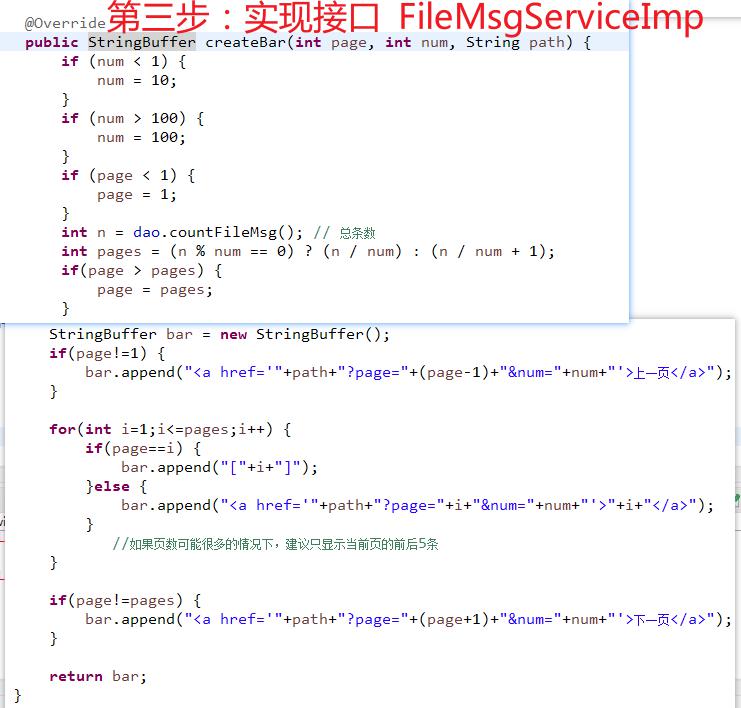 第三步：实现接口 FileMsgServiceImp
@Override
public StringBuffer createBar(int page, int num, String path) {
if (num < 1) {
num = 10;
}
if (num > 100) {
num = 100;
}
if (page < 1) {
page = 1;
}
int n = dao.countFileMsg(); // 总条数
int pages = (n % num == 0) ? (n / num) : (n / num + 1);
if(page > pages) {
page = pages;
}
StringBuffer bar = new StringBuffer();
if(page!=1) {
bar.append("<a href='"+path+"?page="+(page-1)+"&num="+num+"'>上一页</a>");
}
for(int i=1;i<=pages;i++) {
if(page==i) {
bar.append("["+i+"]");
}else {
bar.append("<a href='"+path+"?page="+i+"&num="+num+"'>"+i+"</a>");
}
//如果页数可能很多的情况下，建议只显示当前页的前后5条
}
if(page!=pages) {
bar.append("<a href='"+path+"?page="+(page+1)+"&num="+num+"'>下一页</a>");
}
return bar;
}